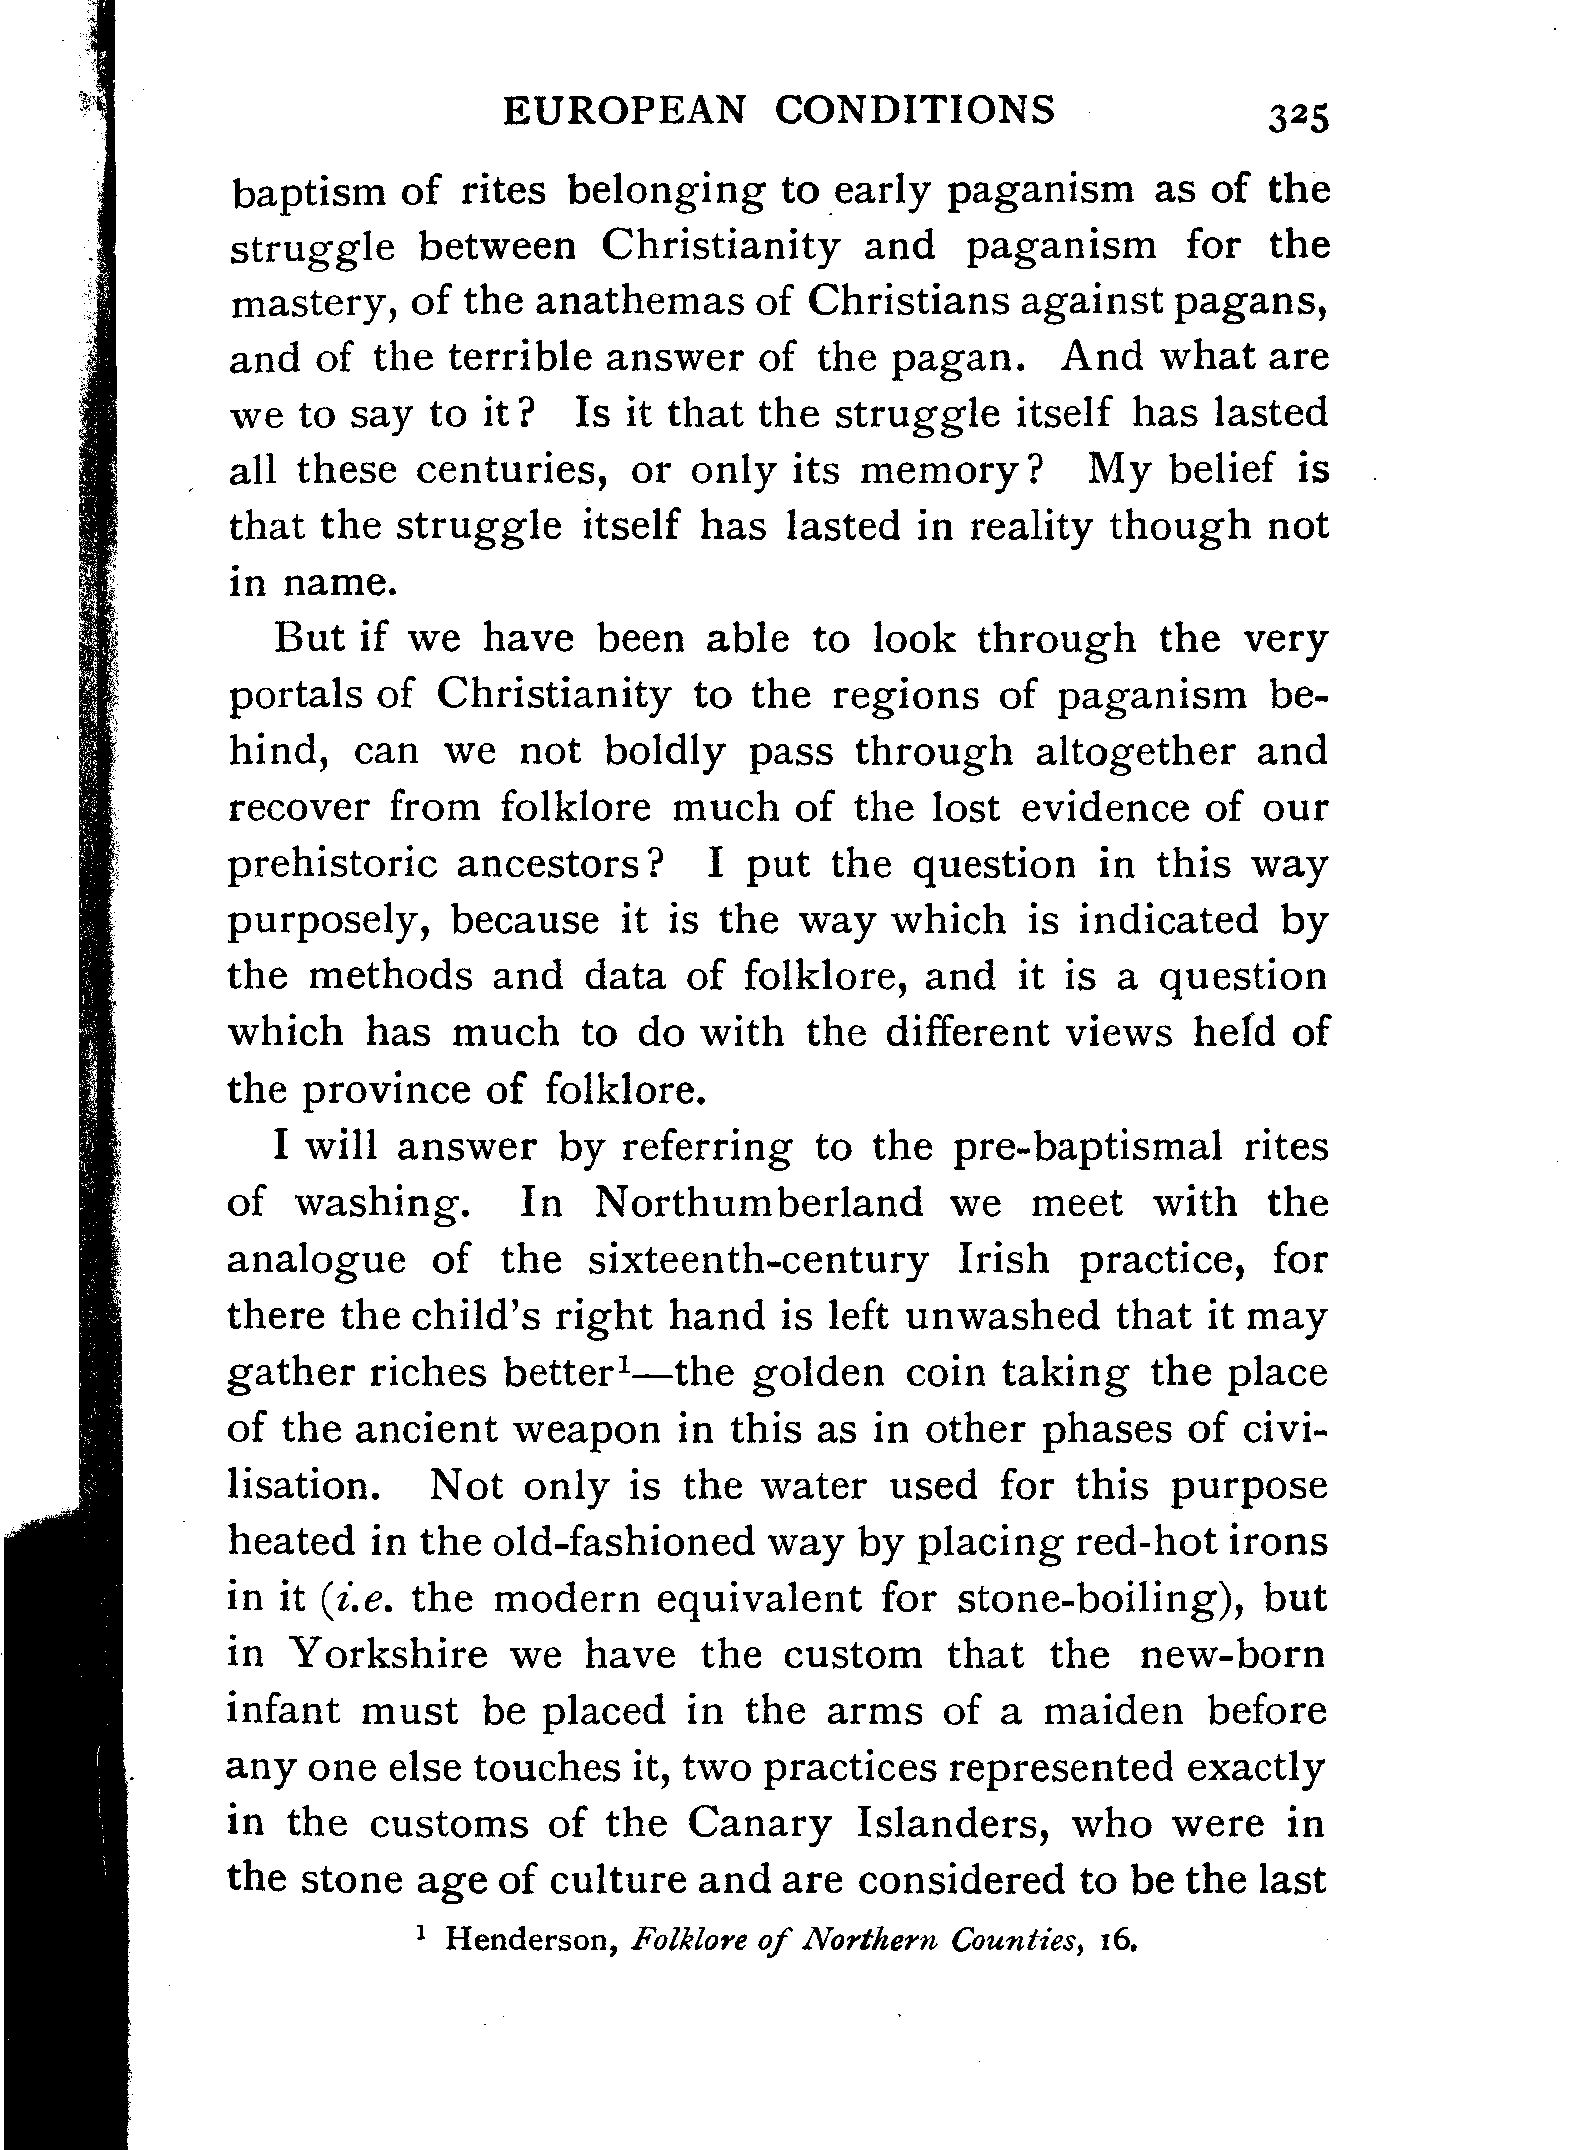 EUROPEAN CONDITIONS 325
baptism of rites belonging to early paganism as of the
struggle between Christianity and paganism for the
mastery, of the anathemas of Christians against pagans,
and of the terrible answer of the pagan. And what are
we to say to it? Is it that the struggle itself has lasted
all these centuries, or only its memory? My belief is
that the struggle itself has lasted in reality though not
in name.
But if we have been able to look through the very
portals of Christianity to the regions of paganism be-
hind, can we not boldly pass through altogether and
recover from folklore much of the lost evidence of our
prehistoric ancestors? I put the question in this way
purposely, because it is the way which is indicated by
the methods and data of folklore, and it is a question
which has much to do with the different views held of
the province of folklore.
I will answer by referring to the pre-baptismal rites
of washing. In Northumberland we meet with the
analogue of the sixteenth-century Irish practice, for
there the child's right hand is left unwashed that it may
gather riches better¹—the golden coin taking the place
of the ancient weapon in this as in other phases of civi-
lisation. Not only is the water used for this purpose
heated in the old-fashioned way by placing red-hot irons
in it (i.e. the modern equivalent for stone-boiling), but
in Yorkshire we have the custom that the new-born
infant must be placed in the arms of a maiden before
any one else touches it, two practices represented exactly
in the customs of the Canary Islanders, who were in
the stone age of culture and are considered to be the last
¹ Henderson, Folklore of Northern Counties, 16.